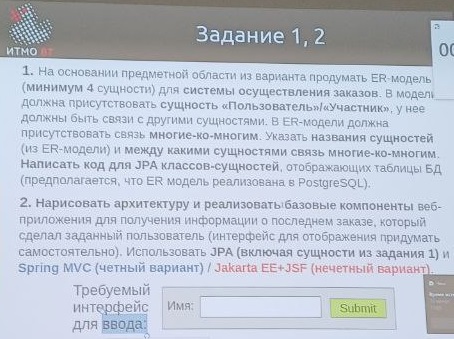 ИТМО ВТ
Задание 1, 2
1. На основании предметной области из варианта продумать ER-модель
(минимум 4 сущности) для системы осуществления заказов. В модели
должна присутствовать сущность «Пользователь»/«Участник», у нее
должны быть связи с другими сущностями. В ER-модели должна
присутствовать связь многие-ко-многим. Указать названия сущностей
(из ER-модели) и между какими сущностями связь многие-ко-многим.
Написать код для JPA классов-сущностей, отображающих таблицы БД
(предполагается, что ER модель реализована в PostgreSQL).
2. Нарисовать архитектуру и реализовать базовые компоненты веб-
приложения для получения информации о последнем заказе, который
сделал заданный пользователь (интерфейс для отображения придумать
самостоятельно). Использовать JPA (включая сущности из задания 1) и
Spring MVC (четный вариант) / Jakarta EE+JSF (нечетный вариант).
Требуемый
интерфейс
для ввода:
Имя:
Submit